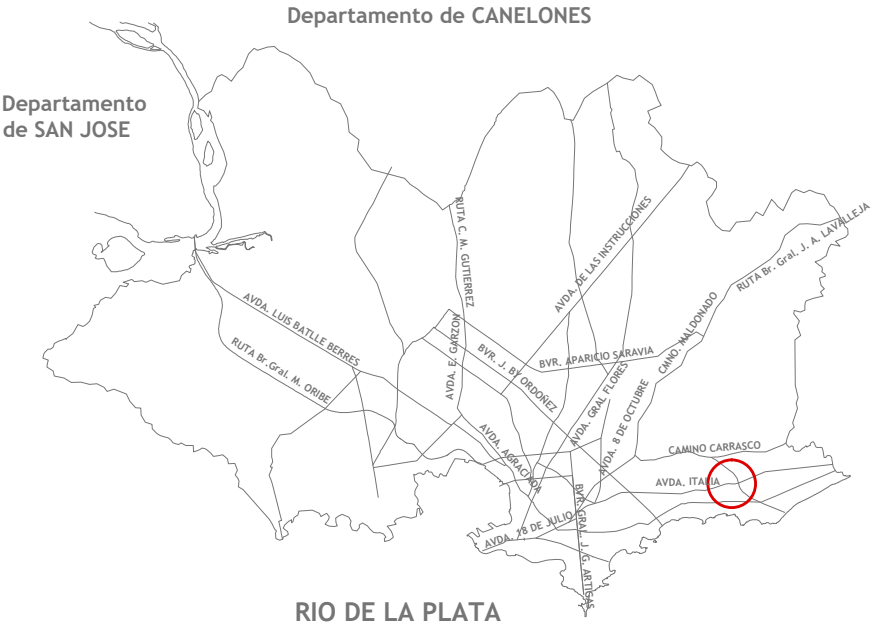 Departamento de CANELONES
Departamento
de SAN JOSE
RUTA C. M. GUTIERREZ
AVDA. DE LAS INSTRUCCIONES
RUTA Br. Gral. J. A. LAVALLEJA
AVDA. LUIS BATLLE BERRES
RUTA Br.Gral. M. ORIBE
AVDA. E. GARZON
BVR. J. BY ORDOÑEZ
BVR. APARICIO SARAVIA
CMNO. MALDONADO
AVDA. GRAL FLORES
AVDA. 8 DE OCTUBRE
AVDA. AGRACIADA
CAMINO CARRASCO
AVDA. ITALIA
AVDA. 18 DE JULIO
BVR. GRAL. J. G. ARTIGAS
RIO DE LA PLATA